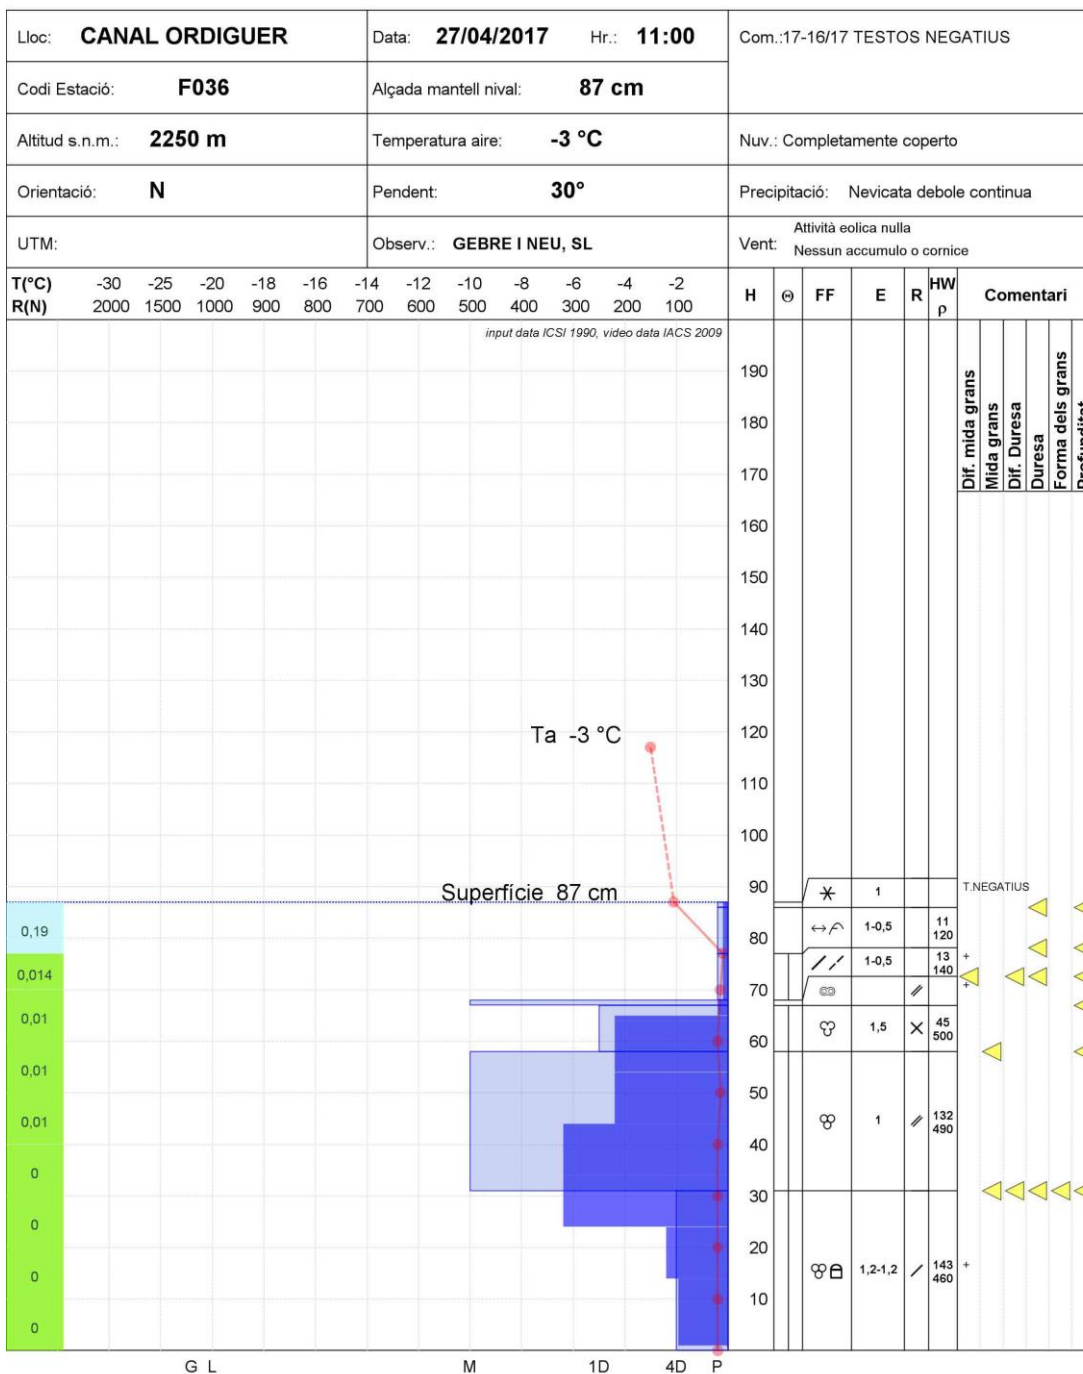 Lloc: CANAL ORDIGUER
Data: 27/04/2017 Hr.: 11:00
Com.:17-16/17 TESTOS NEGATIUS
Codi Estació: F036
Alçada mantell nival: 87 cm
Altitud s.n.m.: 2250 m
Temperatura aire: -3 °C
Nuv.: Completamente coperto
Orientació: N
Pendent: 30°
Precipitació: Nevicata debole continua
UTM:
Observ.: GEBRE I NEU, SL
Vent: Attività eolica nulla
Nessun accumulo o cornice
T(°C) -30 -25 -20 -18 -16 -14 -12 -10 -8 -6 -4 -2
R(N) 2000 1500 1000 900 800 700 600 500 400 300 200 100
H Θ FF E R HW ρ Comentari
input data ICSI 1990, video data IACS 2009
Dif. mida grans
Mida grans
Dif. Duresa
Duresa
Forma dels grans
Profunditat
190
180
170
160
150
140
130
120
110
100
90
80
70
60
50
40
30
20
10
Ta -3 °C
Superfície 87 cm
T.NEGATIUS
1
1-0,5 11 120
1-0,5 13 140 +
+
1,5 45 500
1 132 490
1,2-1,2 143 460 +
0,19
0,014
0,01
0,01
0,01
0
0
0
0
G L M 1D 4D P